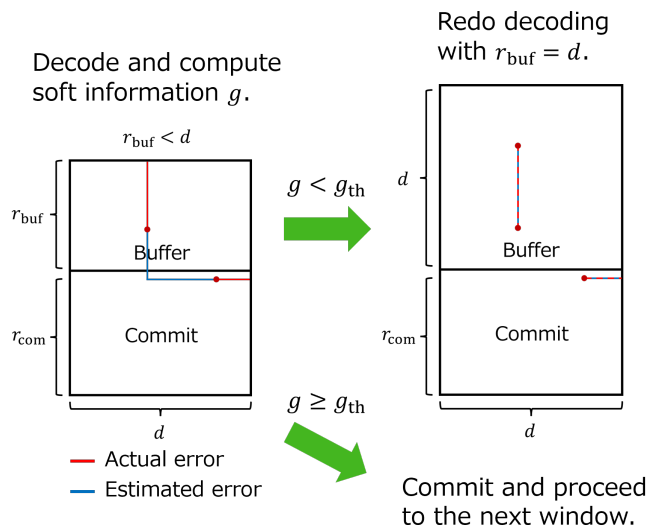 Decode and compute
soft information g.
r_buf < d
r_buf
Buffer
r_com
Commit
d
Actual error
Estimated error
g < g_th
g ≥ g_th
Redo decoding
with r_buf = d.
d
Buffer
r_com
Commit
d
Commit and proceed
to the next window.